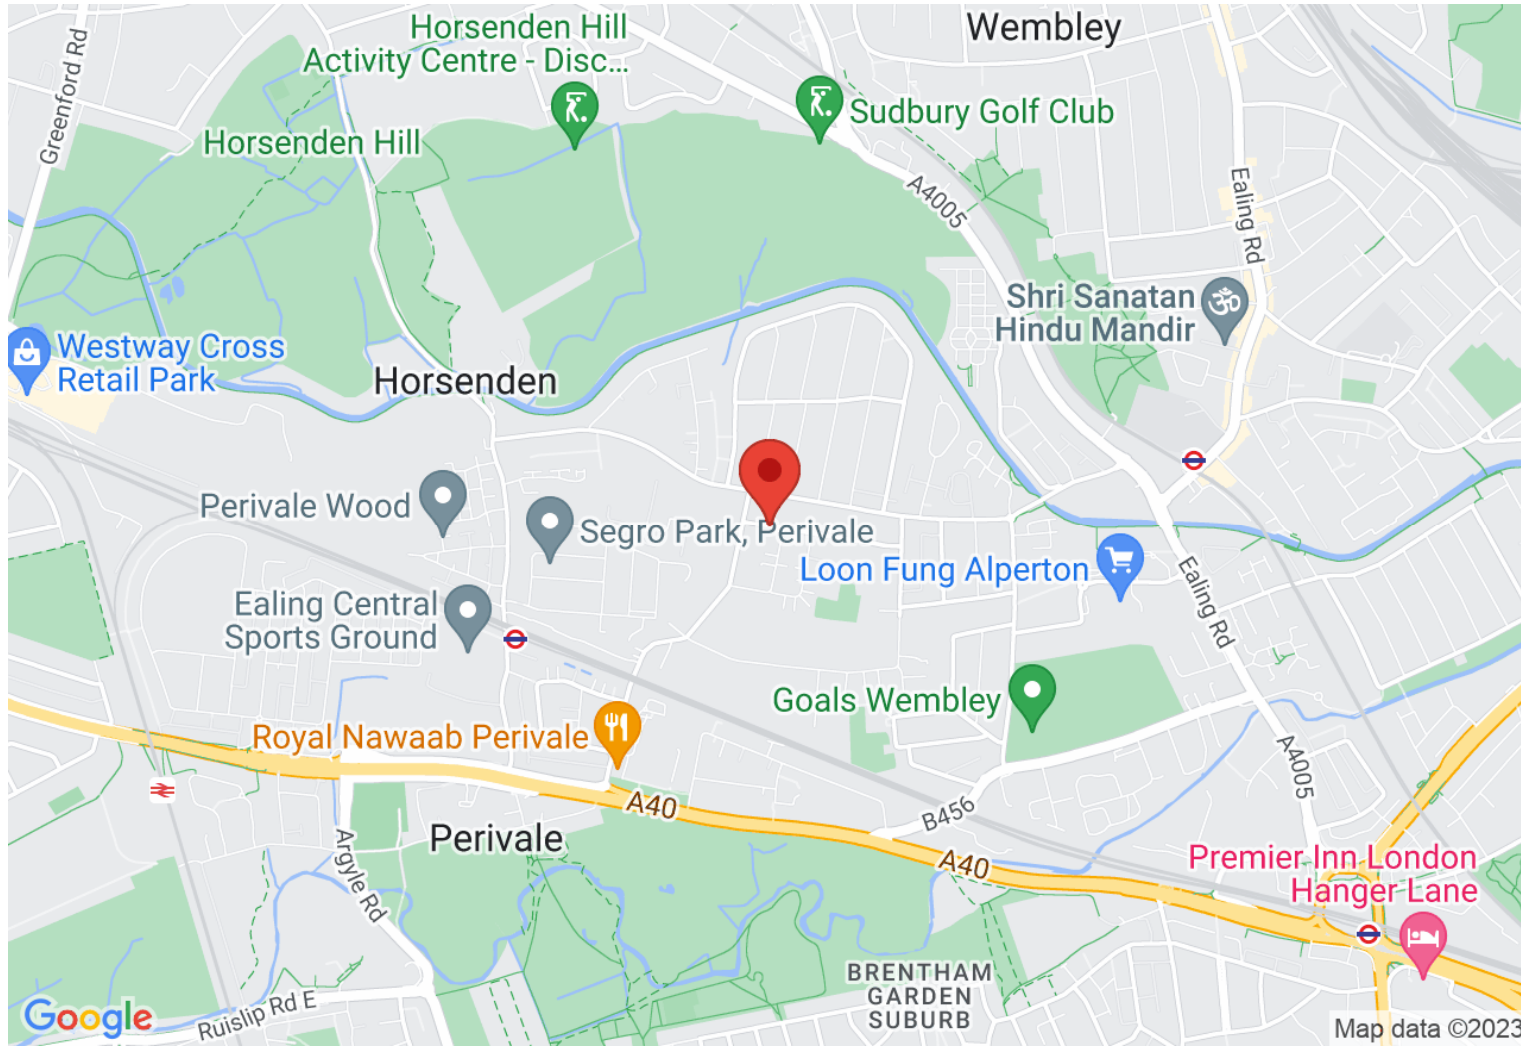 Horsenden Hill
Activity Centre - Disc...
Wembley
Greenford Rd
Sudbury Golf Club
Horsenden Hill
A4005
Ealing Rd
Shri Sanatan
Hindu Mandir
Westway Cross
Retail Park
Horsenden
Perivale Wood
Segro Park, Perivale
Loon Fung Alperton
Ealing Rd
Ealing Central
Sports Ground
Goals Wembley
Royal Nawaab Perivale
A4005
A40
B456
Perivale
Argyle Rd
A40
Premier Inn London
Hanger Lane
BRENTHAM
GARDEN
SUBURB
Google
Ruislip Rd E
Map data ©2023